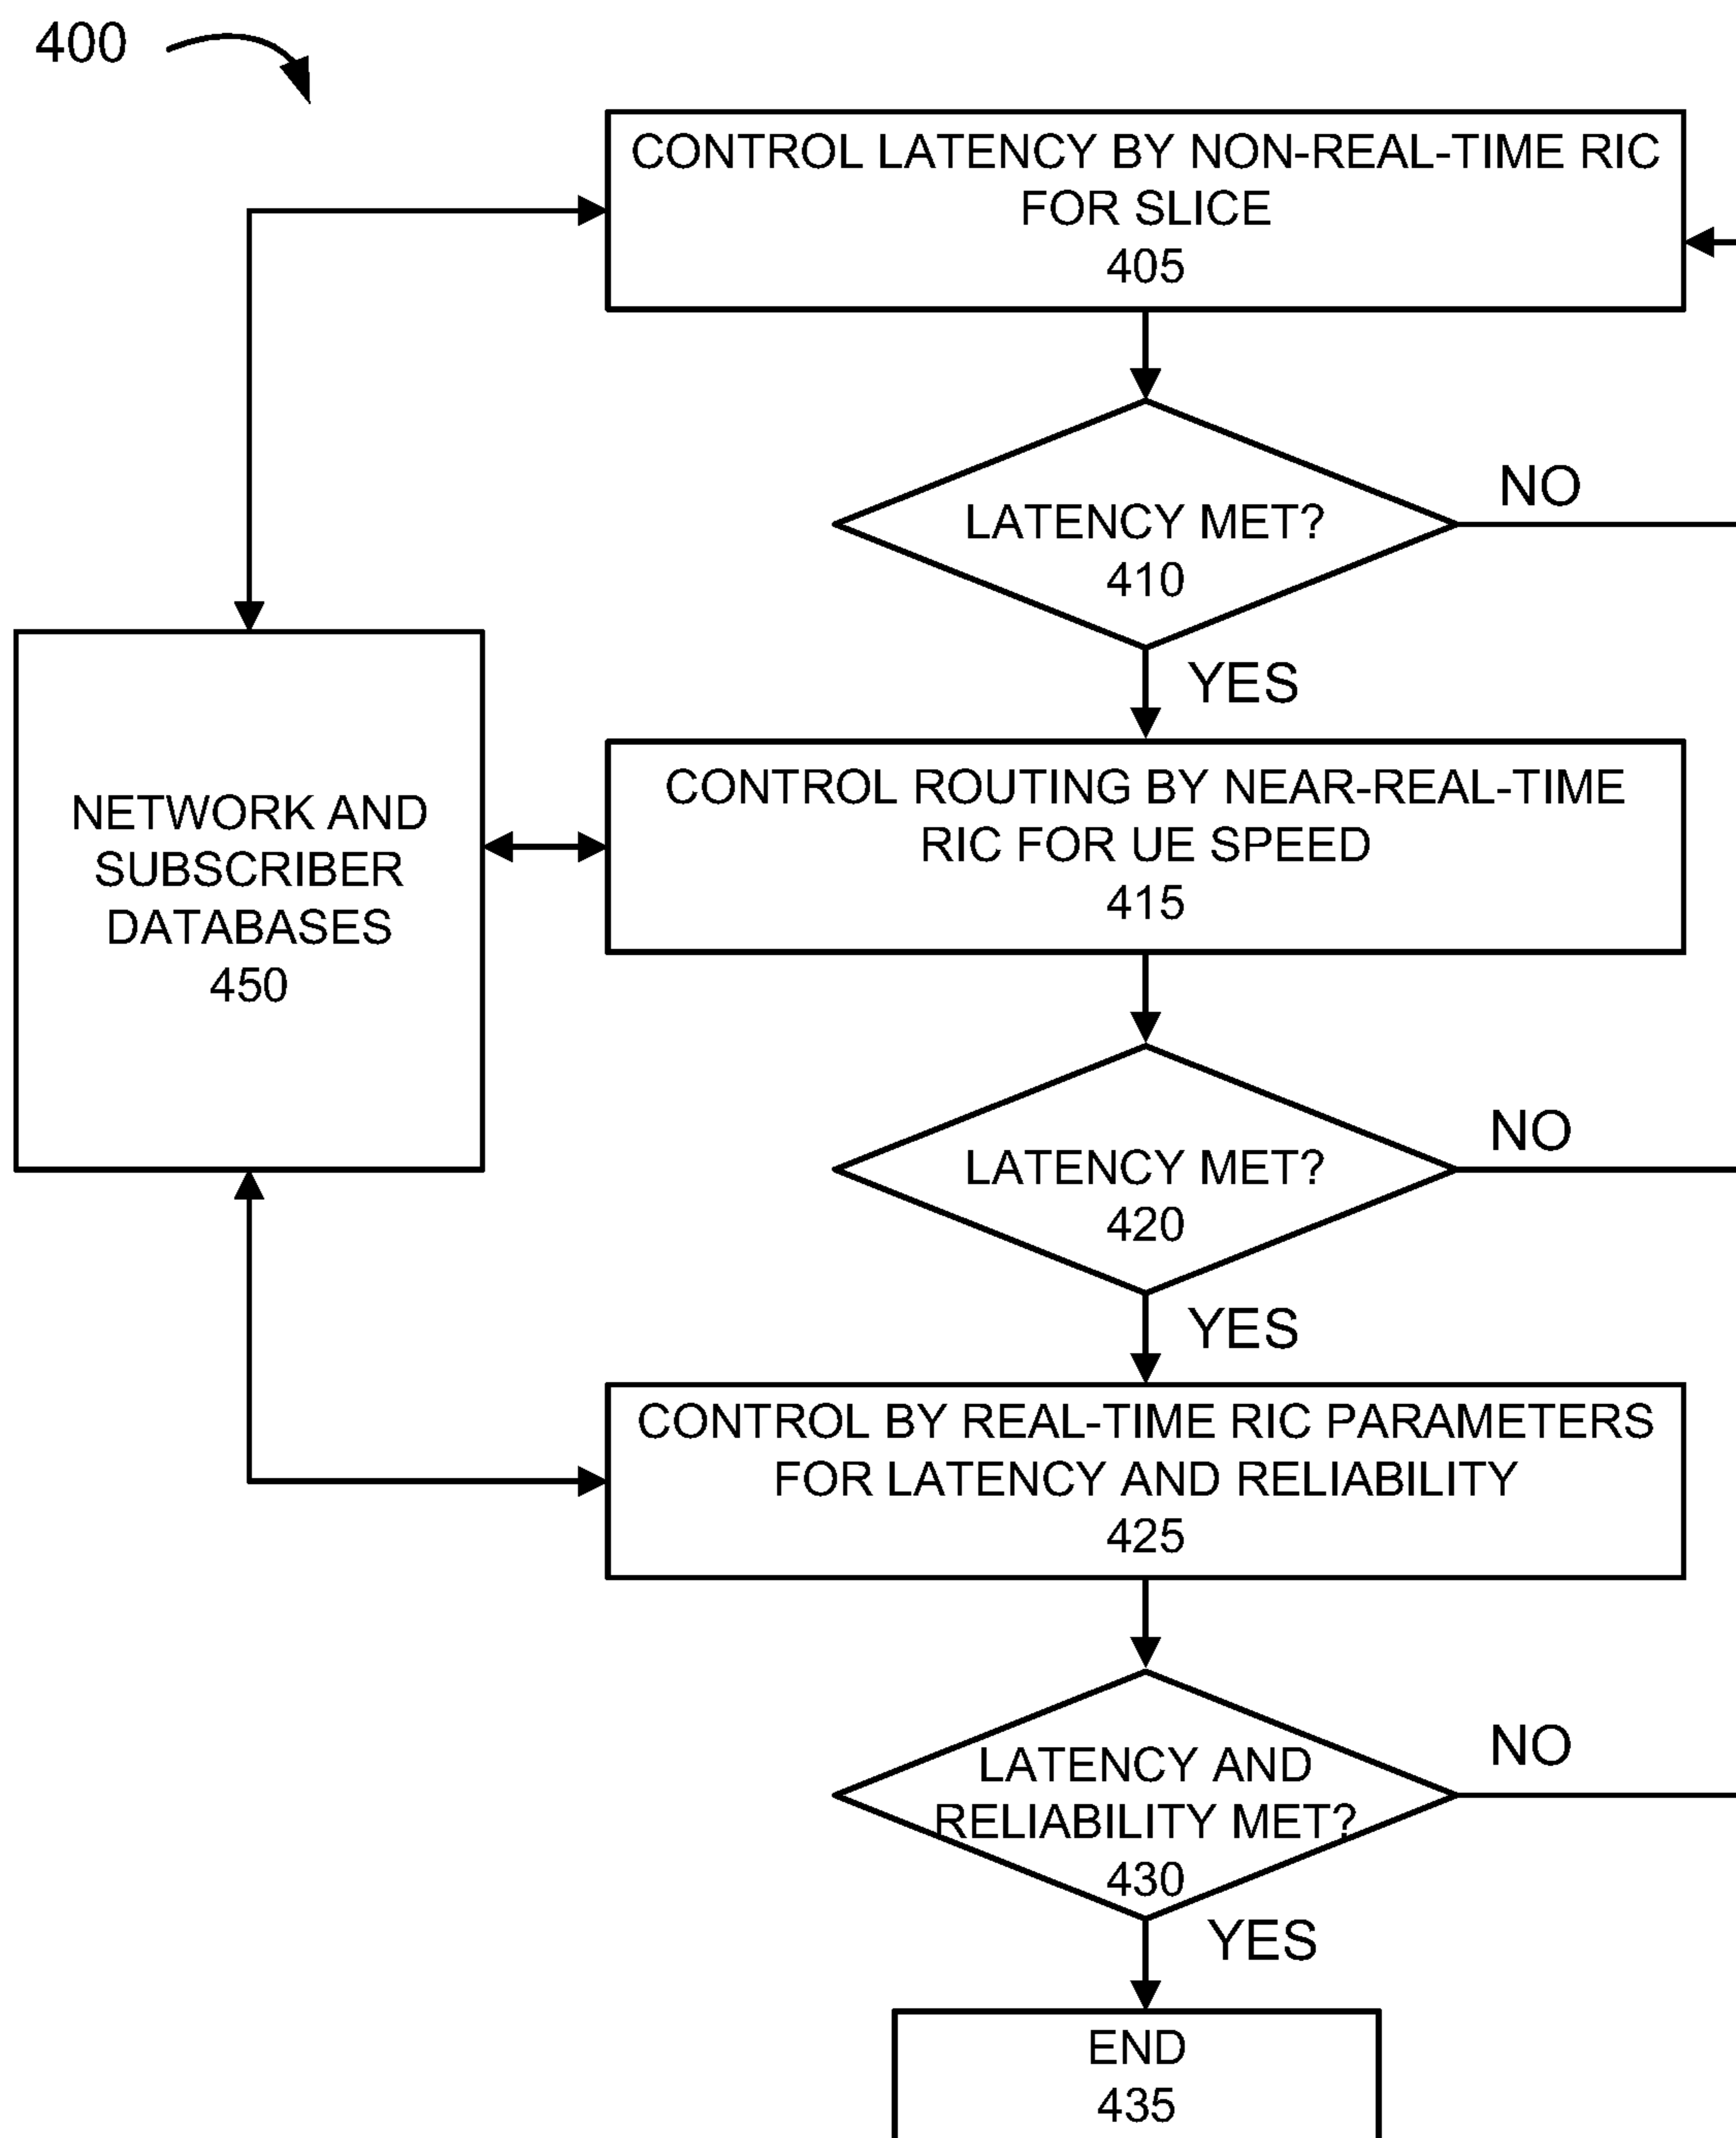 400
CONTROL LATENCY BY NON-REAL-TIME RIC
FOR SLICE
405
LATENCY MET?
410
NO
YES
NETWORK AND
SUBSCRIBER
DATABASES
450
CONTROL ROUTING BY NEAR-REAL-TIME
RIC FOR UE SPEED
415
LATENCY MET?
420
NO
YES
CONTROL BY REAL-TIME RIC PARAMETERS
FOR LATENCY AND RELIABILITY
425
LATENCY AND
RELIABILITY MET?
430
NO
YES
END
435